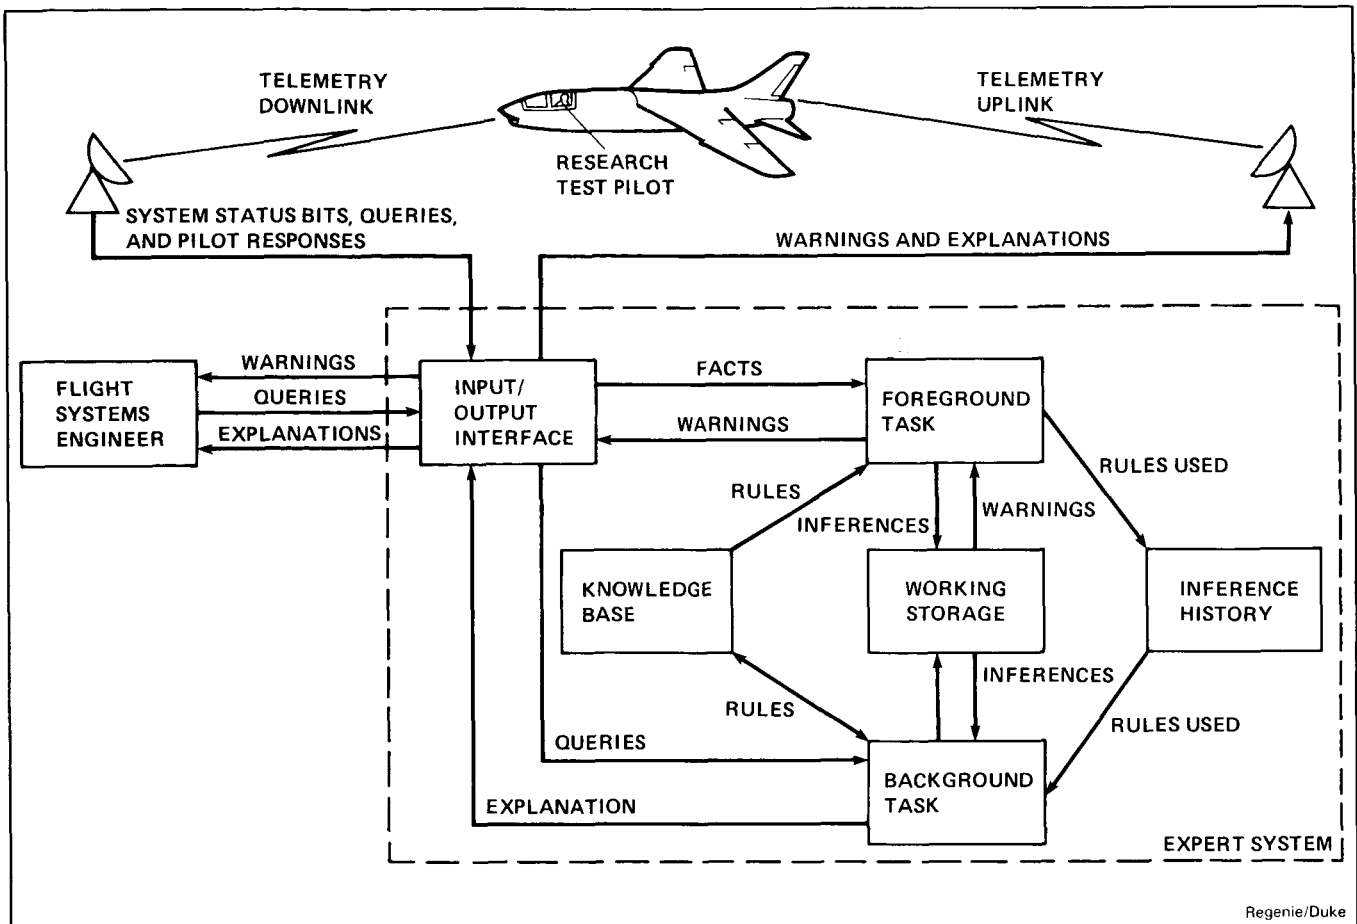 TELEMETRY
DOWNLINK
TELEMETRY
UPLINK
RESEARCH
TEST PILOT
SYSTEM STATUS BITS, QUERIES,
AND PILOT RESPONSES
WARNINGS AND EXPLANATIONS
FLIGHT
SYSTEMS
ENGINEER
WARNINGS
QUERIES
EXPLANATIONS
INPUT/
OUTPUT
INTERFACE
FACTS
WARNINGS
FOREGROUND
TASK
RULES
INFERENCES
WARNINGS
RULES USED
KNOWLEDGE
BASE
WORKING
STORAGE
INFERENCE
HISTORY
RULES
INFERENCES
RULES USED
QUERIES
EXPLANATION
BACKGROUND
TASK
EXPERT SYSTEM
Regenie/Duke